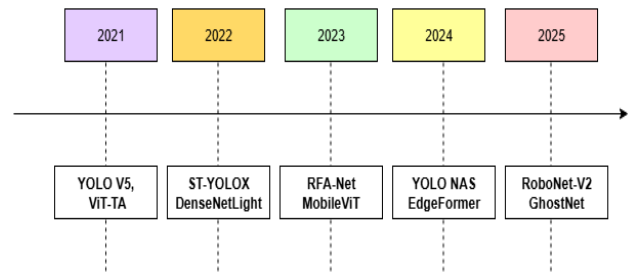 2021
2022
2023
2024
2025
YOLO V5,
ViT-TA
ST-YOLOX
DenseNetLight
RFA-Net
MobileViT
YOLO NAS
EdgeFormer
RoboNet-V2
GhostNet